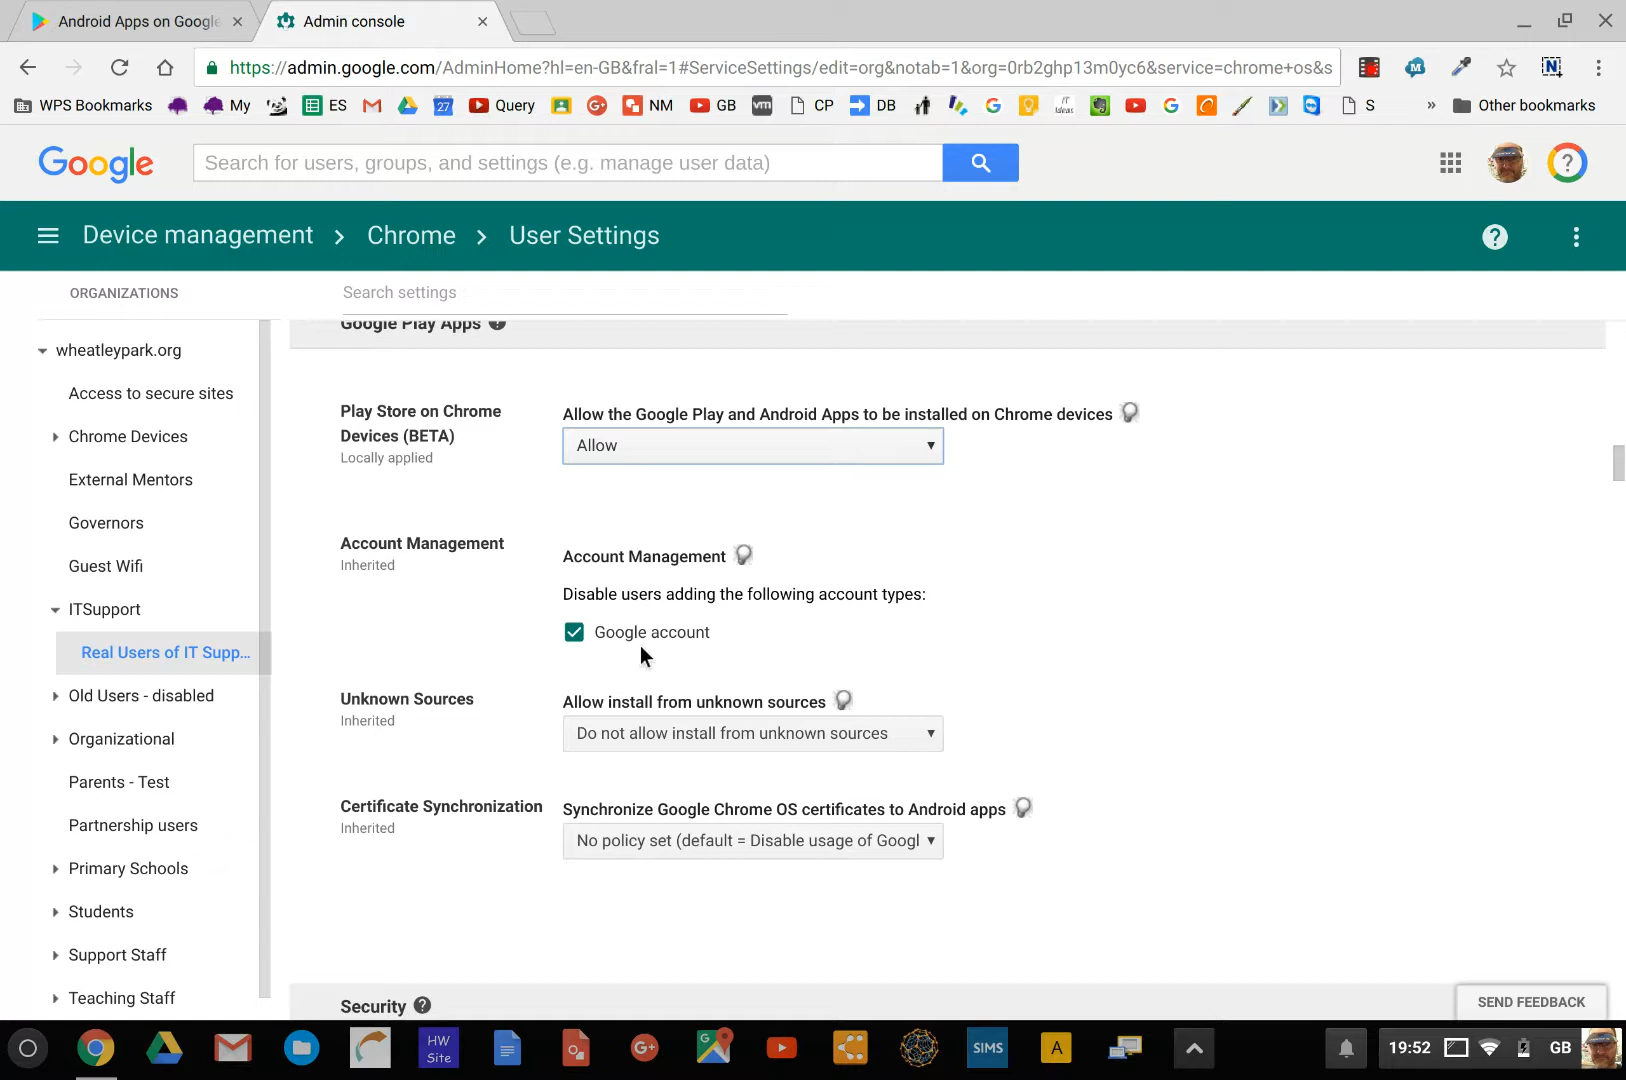 Android Apps on Google
Admin console
https://admin.google.com/AdminHome?hl=en-GB&fral=1#ServiceSettings/edit=org&notab=1&org=0rb2ghp13m0yc6&service=chrome+os&s
WPS Bookmarks
My
ES
27
Query
NM
GB
vm
CP
DB
IT
Ideas
S
»
Other bookmarks
Google
Search for users, groups, and settings (e.g. manage user data)
Device management
Chrome
User Settings
ORGANIZATIONS
Search settings
Google Play Apps
wheatleypark.org
Access to secure sites
Chrome Devices
External Mentors
Governors
Guest Wifi
ITSupport
Real Users of IT Supp...
Old Users - disabled
Organizational
Parents - Test
Partnership users
Primary Schools
Students
Support Staff
Teaching Staff
Play Store on Chrome
Devices (BETA)
Locally applied
Allow the Google Play and Android Apps to be installed on Chrome devices
Allow
Account Management
Inherited
Account Management
Disable users adding the following account types:
Google account
Unknown Sources
Inherited
Allow install from unknown sources
Do not allow install from unknown sources
Certificate Synchronization
Inherited
Synchronize Google Chrome OS certificates to Android apps
No policy set (default = Disable usage of Googl
Security
SEND FEEDBACK
HW
Site
G+
SIMS
A
19:52
GB